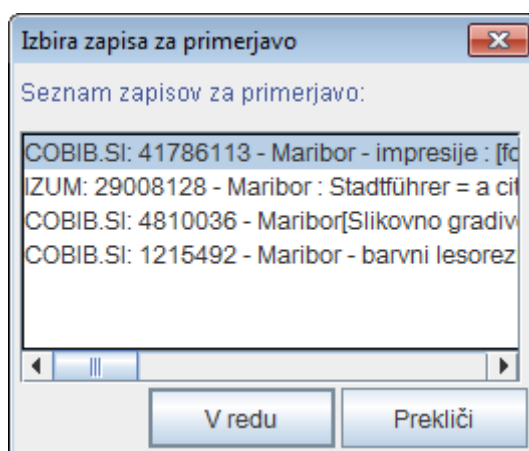 Izbira zapisa za primerjavo
Seznam zapisov za primerjavo:
COBIB.SI: 41786113 - Maribor - impresije : [fo
IZUM: 29008128 - Maribor : Stadtführer = a cit
COBIB.SI: 4810036 - Maribor[Slikovno gradivo
COBIB.SI: 1215492 - Maribor - barvni lesorez
V redu
Prekliči